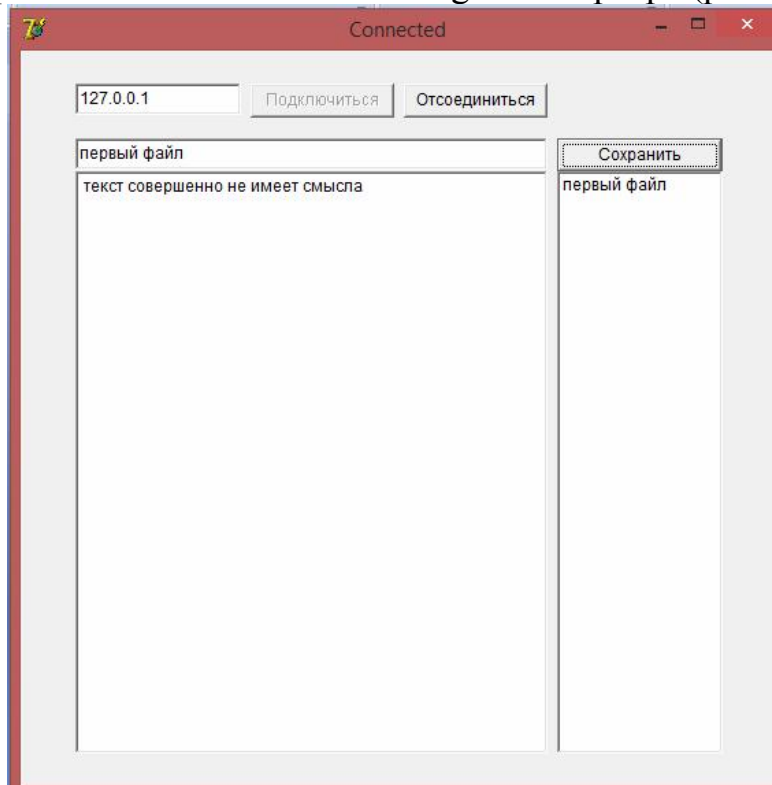 Connected
127.0.0.1
Подключиться
Отсоединиться
первый файл
Сохранить
текст совершенно не имеет смысла
первый файл